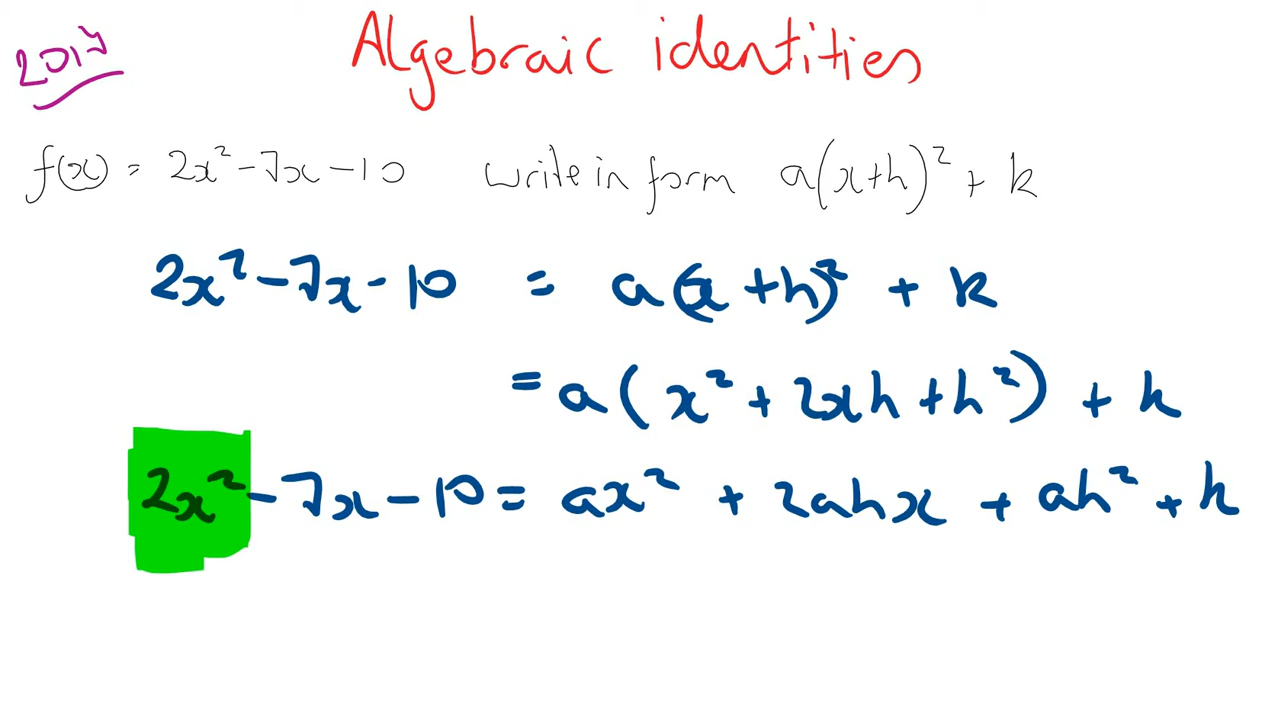 2017
Algebraic identities
f(x) = 2x² - 7x - 10 write in form a(x+h)² + k
2x² - 7x - 10 = a(x + h)² + k
= a(x² + 2xh + h²) + k
2x² - 7x - 10 = ax² + 2ahx + ah² + k